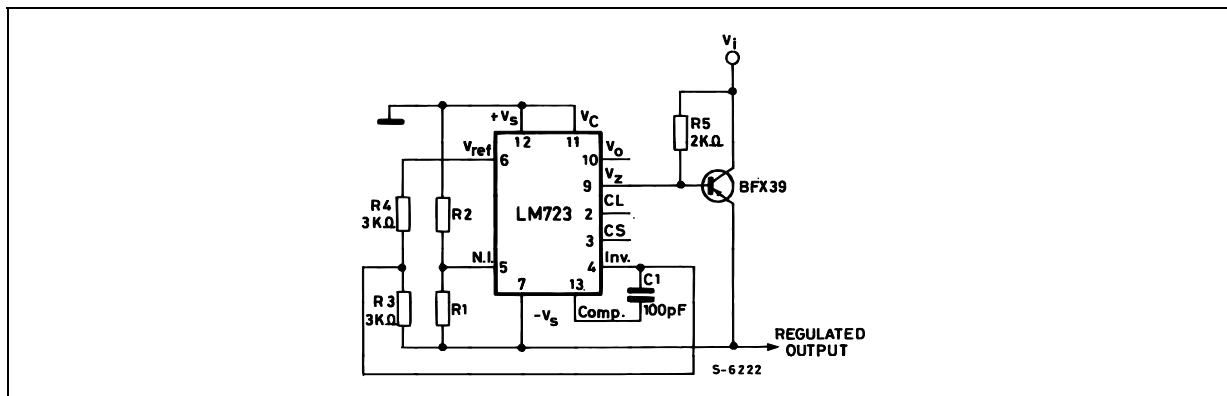 Vi
+Vs
VC
R5
2KΩ
12
11
Vref
6
10
Vo
9
Vz
BFX39
R4
3KΩ
R2
LM723
2
CL
3
CS
N.I.
5
4
Inv.
R3
3KΩ
R1
7
13
C1
100pF
-Vs
Comp.
REGULATED
OUTPUT
S-6222